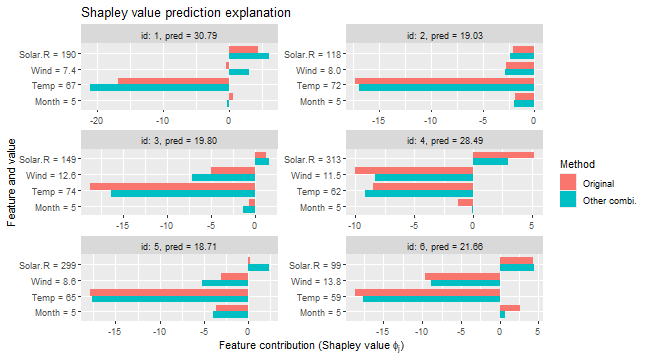 Shapley value prediction explanation
id: 1, pred = 30.79
id: 2, pred = 19.03
Solar.R = 190
Wind = 7.4
Temp = 67
Month = 5
-20
-10
0
Solar.R = 118
Wind = 8.0
Temp = 72
Month = 5
-15
-10
-5
0
id: 3, pred = 19.80
id: 4, pred = 28.49
Solar.R = 149
Wind = 12.6
Temp = 74
Month = 5
-15
-10
-5
0
Solar.R = 313
Wind = 11.5
Temp = 62
Month = 5
-10
-5
0
5
id: 5, pred = 18.71
id: 6, pred = 21.66
Solar.R = 299
Wind = 8.6
Temp = 65
Month = 5
-15
-10
-5
0
Solar.R = 99
Wind = 13.8
Temp = 59
Month = 5
-15
-10
-5
0
5
Feature and value
Feature contribution (Shapley value ϕj)
Method
Original
Other combi.